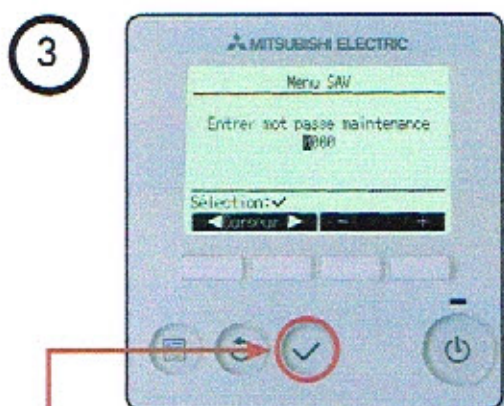 3
MITSUBISHI ELECTRIC
Menu SAV
Entrer mot passe maintenance
0000
Sélection:✓
◀ Curseur ▶ - +